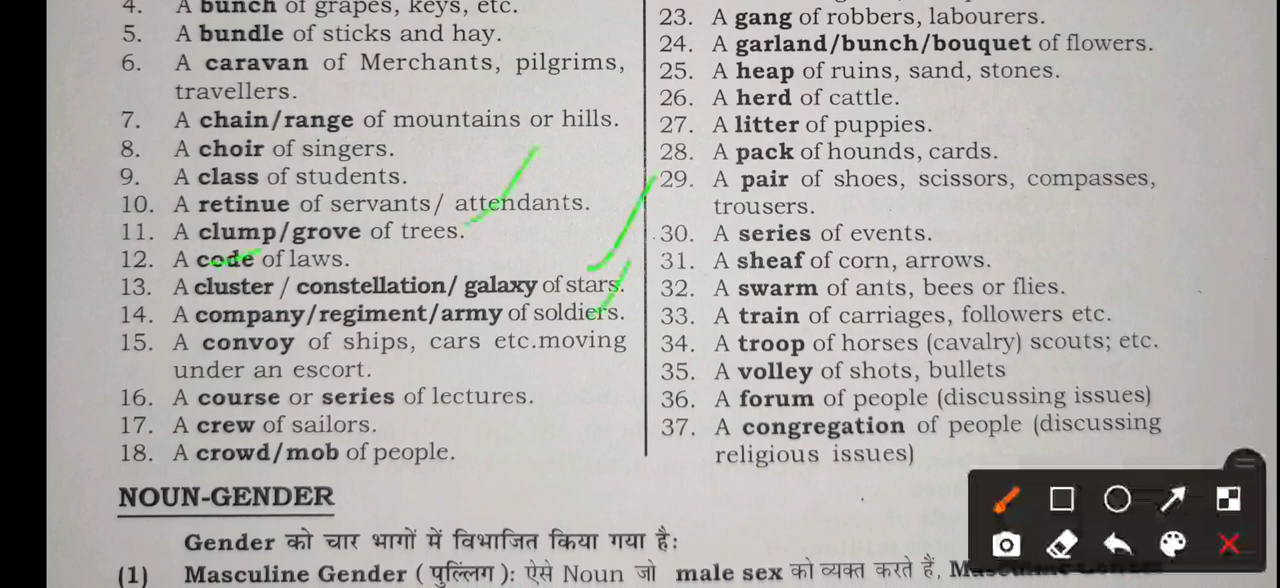 4. A bunch of grapes, keys, etc.
5. A bundle of sticks and hay.
6. A caravan of Merchants, pilgrims,
travellers.
7. A chain/range of mountains or hills.
8. A choir of singers.
9. A class of students.
10. A retinue of servants/ attendants.
11. A clump/grove of trees.
12. A code of laws.
13. A cluster / constellation/ galaxy of stars.
14. A company/regiment/army of soldiers.
15. A convoy of ships, cars etc.moving
under an escort.
16. A course or series of lectures.
17. A crew of sailors.
18. A crowd/mob of people.
23. A gang of robbers, labourers.
24. A garland/bunch/bouquet of flowers.
25. A heap of ruins, sand, stones.
26. A herd of cattle.
27. A litter of puppies.
28. A pack of hounds, cards.
29. A pair of shoes, scissors, compasses,
trousers.
30. A series of events.
31. A sheaf of corn, arrows.
32. A swarm of ants, bees or flies.
33. A train of carriages, followers etc.
34. A troop of horses (cavalry) scouts; etc.
35. A volley of shots, bullets
36. A forum of people (discussing issues)
37. A congregation of people (discussing
religious issues)
NOUN-GENDER
Gender को चार भागों में विभाजित किया गया है:
(1) Masculine Gender (पुल्लिंग): ऐसे Noun जो male sex को व्यक्त करते हैं, Masculine